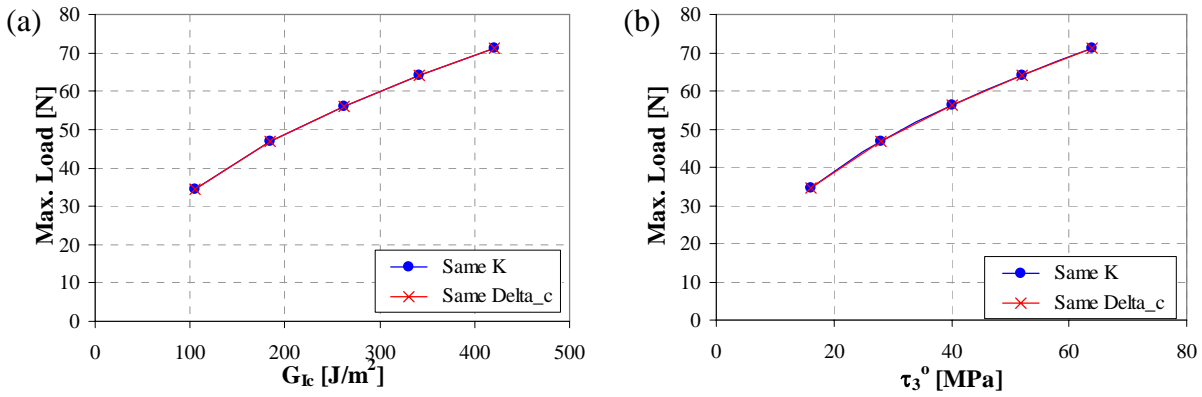 (a)
Max. Load [N]
80
70
60
50
40
30
20
10
0
0 100 200 300 400 500
G_Ic [J/m²]
Same K
Same Delta_c
(b)
Max. Load [N]
80
70
60
50
40
30
20
10
0
0 20 40 60 80
τ₃ᵒ [MPa]
Same K
Same Delta_c